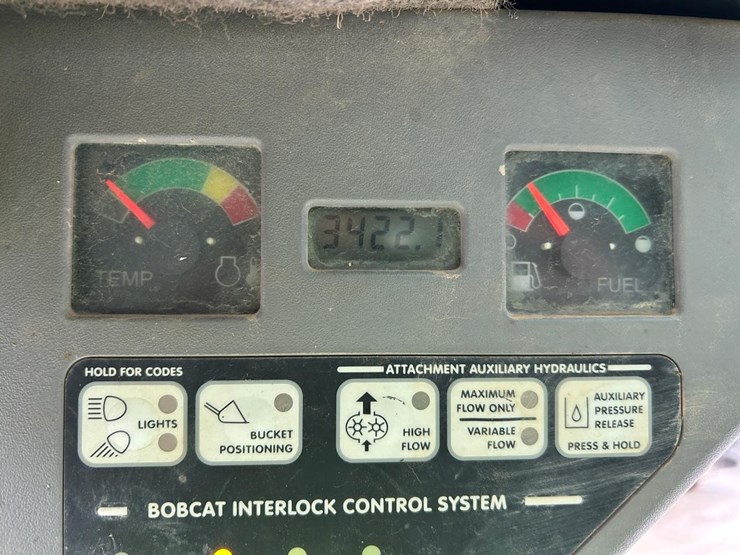 TEMP
3422.1
FUEL
HOLD FOR CODES
ATTACHMENT AUXILIARY HYDRAULICS
LIGHTS
BUCKET
POSITIONING
HIGH
FLOW
MAXIMUM
FLOW ONLY
VARIABLE
FLOW
AUXILIARY
PRESSURE
RELEASE
PRESS & HOLD
BOBCAT INTERLOCK CONTROL SYSTEM